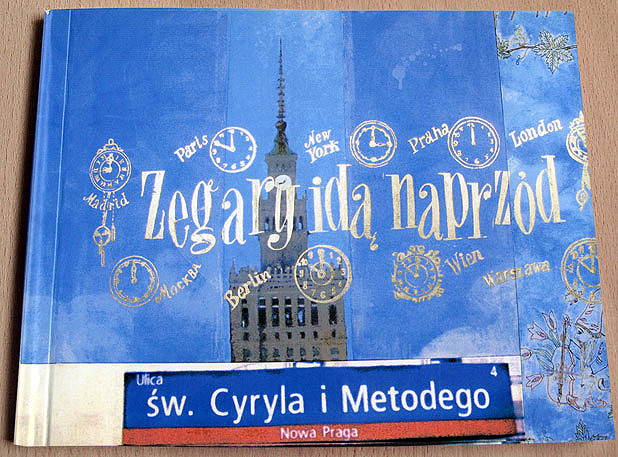 Paris
New
York
Praha
London
Madrid
Zegary idą naprzód
Москва
Berlin
Wien
Warszawa
Ulica
4
św. Cyryla i Metodego
Nowa Praga